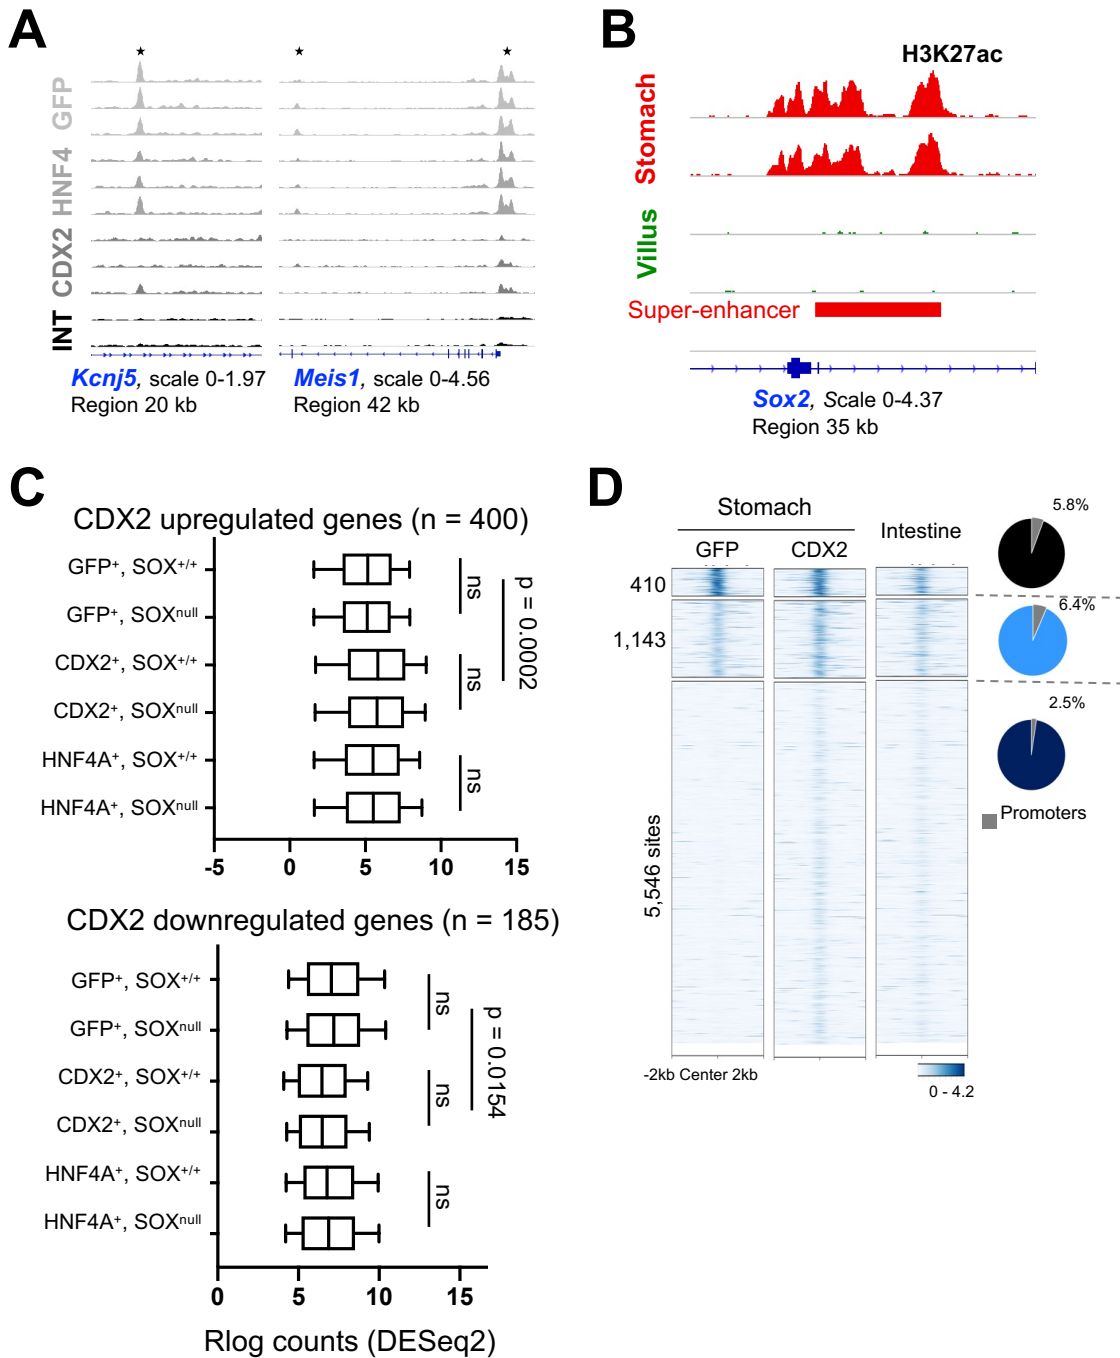 A
★ ★ ★
GFP
HNF4
CDX2
INT
Kcnj5, scale 0-1.97
Region 20 kb
Meis1, scale 0-4.56
Region 42 kb
B
H3K27ac
Stomach
Villus
Super-enhancer
Sox2, Scale 0-4.37
Region 35 kb
C
CDX2 upregulated genes (n = 400)
GFP⁺, SOX⁺/⁺
GFP⁺, SOXⁿᵘˡˡ
CDX2⁺, SOX⁺/⁺
CDX2⁺, SOXⁿᵘˡˡ
HNF4A⁺, SOX⁺/⁺
HNF4A⁺, SOXⁿᵘˡˡ
ns
ns
ns
p = 0.0002
-5 0 5 10 15
CDX2 downregulated genes (n = 185)
GFP⁺, SOX⁺/⁺
GFP⁺, SOXⁿᵘˡˡ
CDX2⁺, SOX⁺/⁺
CDX2⁺, SOXⁿᵘˡˡ
HNF4A⁺, SOX⁺/⁺
HNF4A⁺, SOXⁿᵘˡˡ
ns
ns
ns
p = 0.0154
0 5 10 15
Rlog counts (DESeq2)
D
Stomach
GFP CDX2 Intestine
410
1,143
5,546 sites
-2kb Center 2kb
0 - 4.2
5.8%
6.4%
2.5%
Promoters